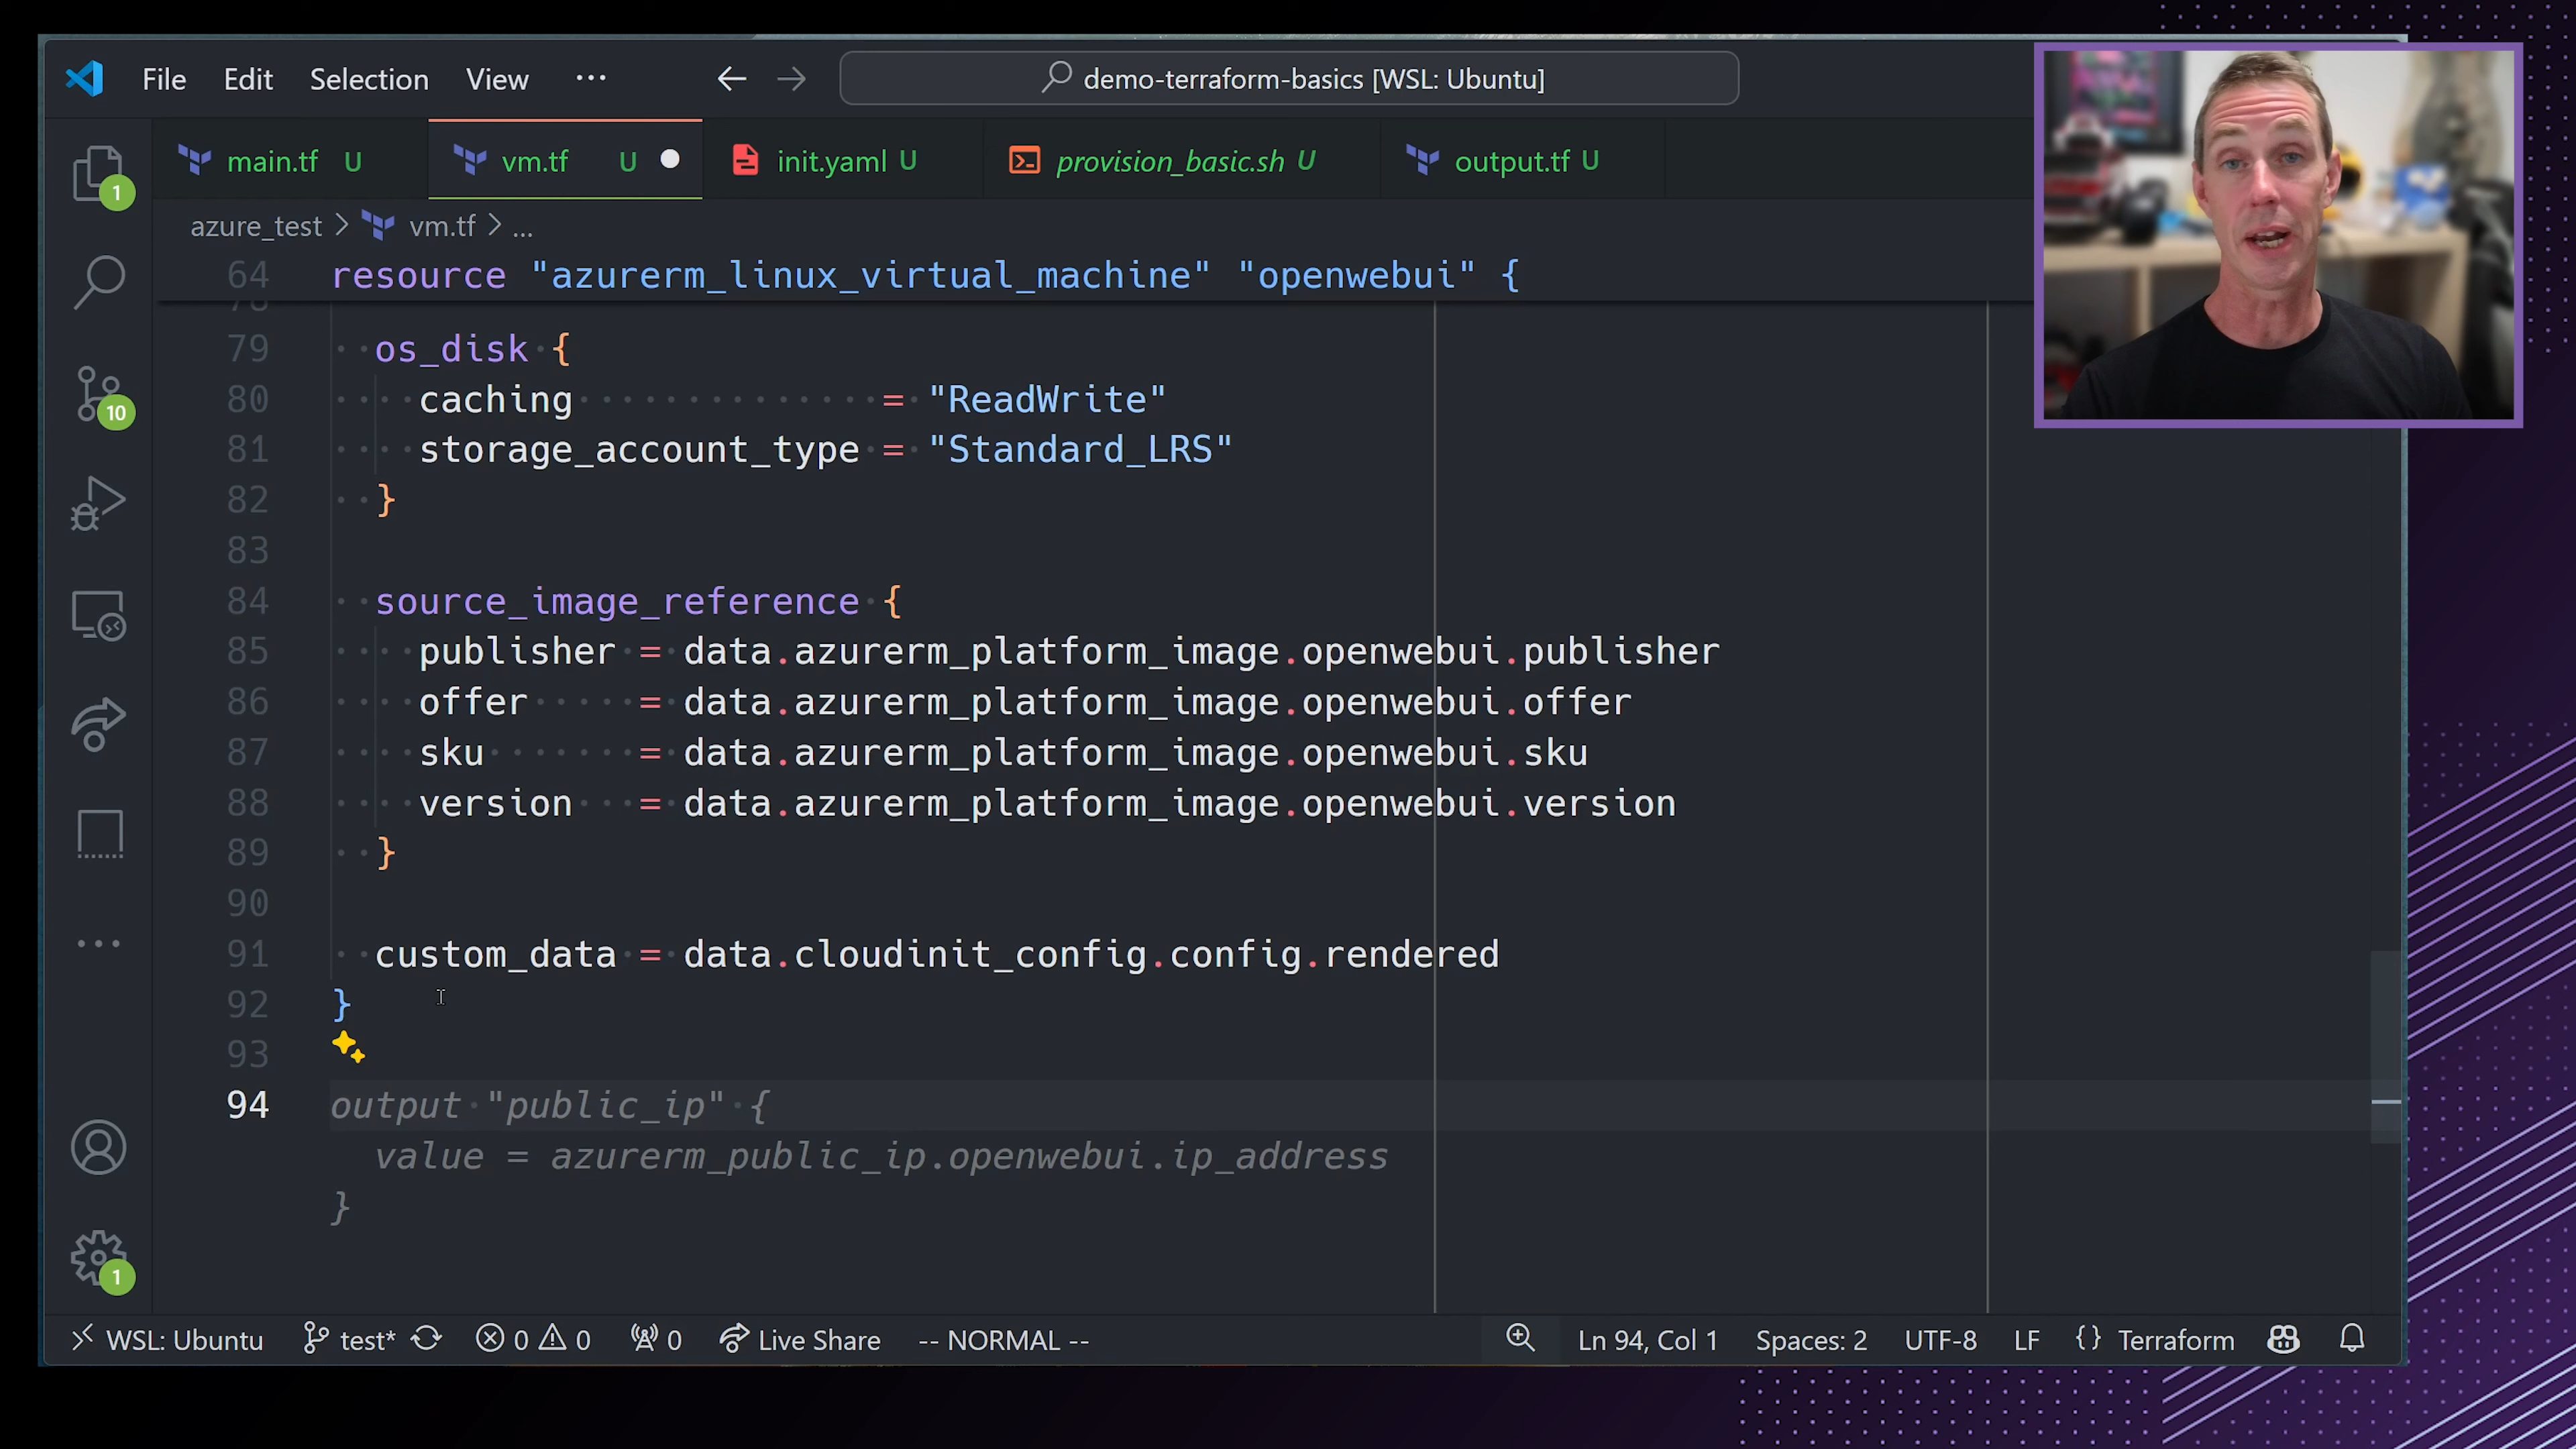 File Edit Selection View ... demo-terraform-basics [WSL: Ubuntu]
main.tf U vm.tf U init.yaml U provision_basic.sh U output.tf U
azure_test > vm.tf > ...
64 resource "azurerm_linux_virtual_machine" "openwebui" {
78
79 os_disk {
80 caching = "ReadWrite"
81 storage_account_type = "Standard_LRS"
82 }
83
84 source_image_reference {
85 publisher = data.azurerm_platform_image.openwebui.publisher
86 offer = data.azurerm_platform_image.openwebui.offer
87 sku = data.azurerm_platform_image.openwebui.sku
88 version = data.azurerm_platform_image.openwebui.version
89 }
90
91 custom_data = data.cloudinit_config.config.rendered
92 }
93
94 output "public_ip" {
value = azurerm_public_ip.openwebui.ip_address
}
1
10
1
WSL: Ubuntu test* 0 0 0 Live Share -- NORMAL -- Ln 94, Col 1 Spaces: 2 UTF-8 LF {} Terraform